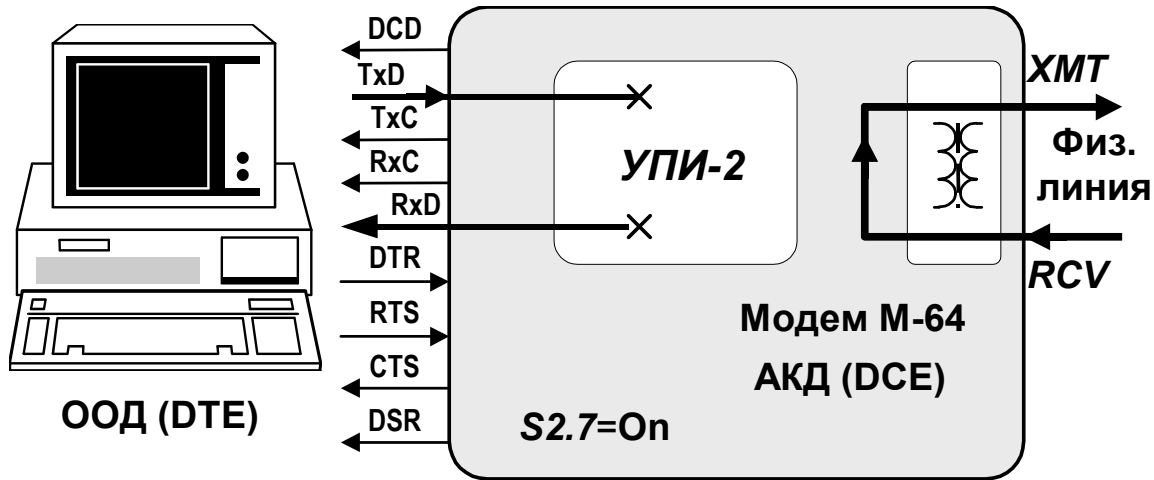 DCD
TxD
TxC
RxC
RxD
DTR
RTS
CTS
DSR
ООД (DTE)
УПИ-2
XMT
Физ.
линия
RCV
Модем М-64
АКД (DCE)
S2.7=On